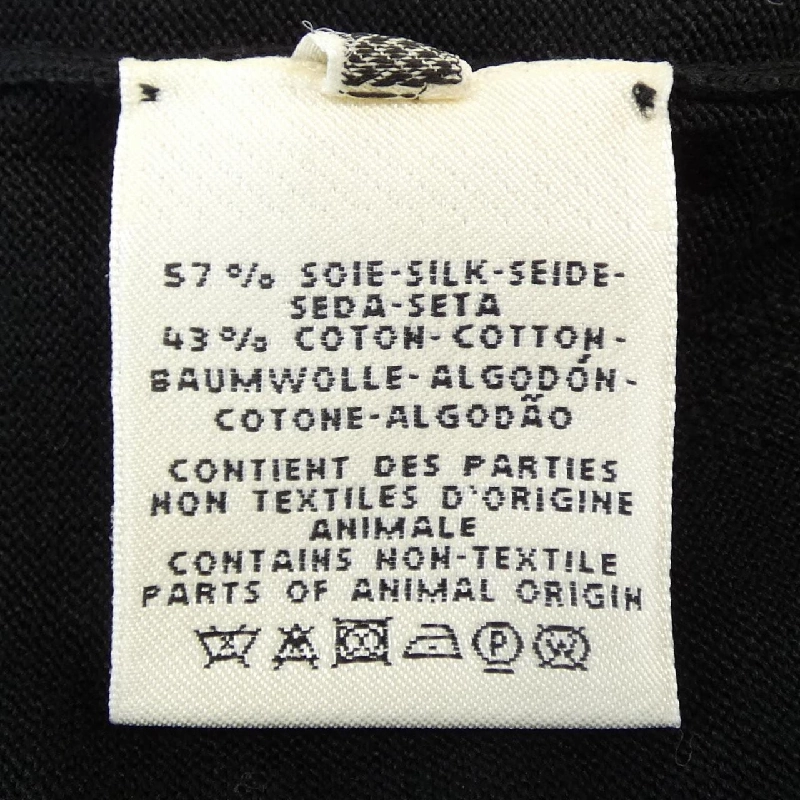 57 % SOIE-SILK-SEIDE-
SEDA-SETA
43 % COTON-COTTON-
BAUMWOLLE-ALGODÓN-
COTONE-ALGODÃO
CONTIENT DES PARTIES
NON TEXTILES D'ORIGINE
ANIMALE
CONTAINS NON-TEXTILE
PARTS OF ANIMAL ORIGIN
P W